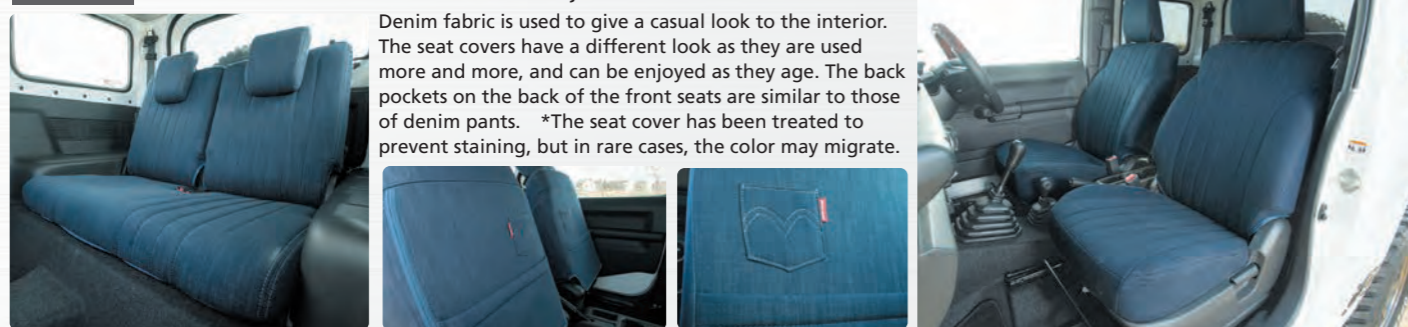 Denim fabric is used to give a casual look to the interior.
The seat covers have a different look as they are used
more and more, and can be enjoyed as they age. The back
pockets on the back of the front seats are similar to those
of denim pants.   *The seat cover has been treated to
prevent staining, but in rare cases, the color may migrate.